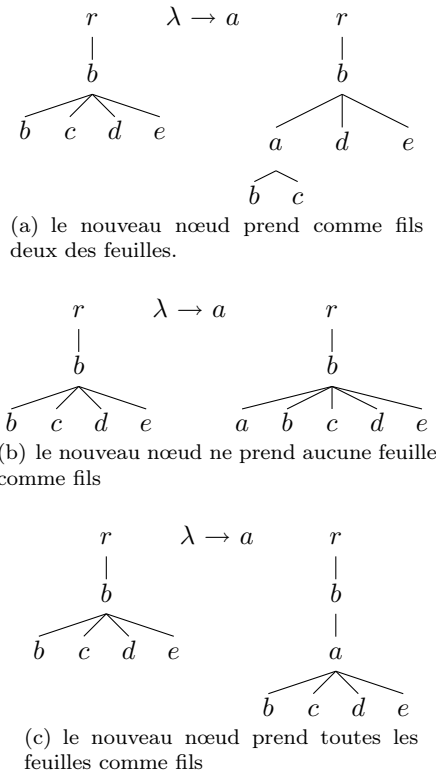 r λ → a r
b b
b c d e a d e
b c
(a) le nouveau nœud prend comme fils
deux des feuilles.
r λ → a r
b b
b c d e a b c d e
(b) le nouveau nœud ne prend aucune feuille
comme fils
r λ → a r
b b
b c d e a
b c d e
(c) le nouveau nœud prend toutes les
feuilles comme fils